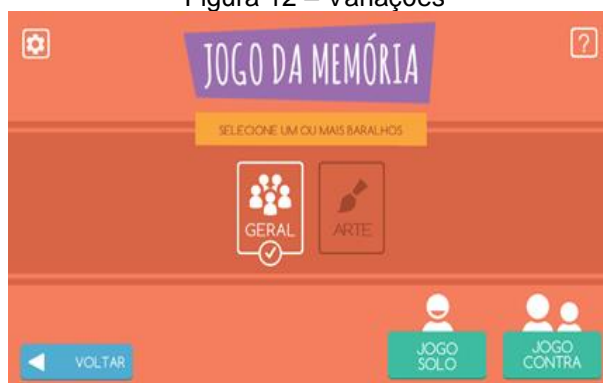 Figura 12 – Variações
?
JOGO DA MEMÓRIA
SELECIONE UM OU MAIS BARALHOS
GERAL
ARTE
VOLTAR
JOGO
SOLO
JOGO
CONTRA